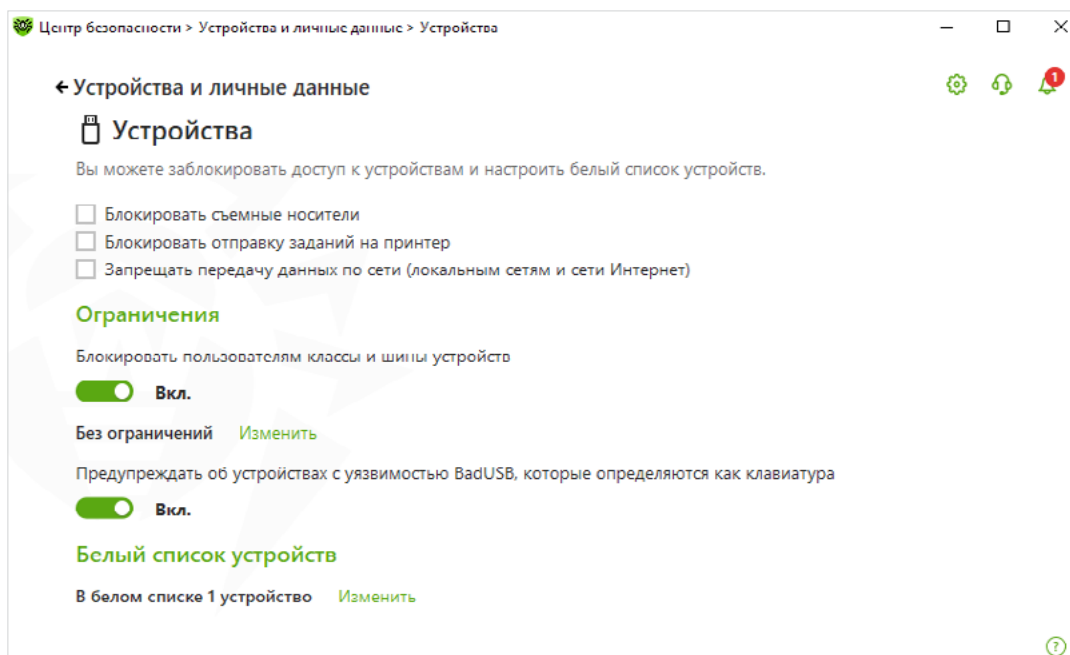 Центр безопасности > Устройства и личные данные > Устройства
Устройства и личные данные
1
Устройства
Вы можете заблокировать доступ к устройствам и настроить белый список устройств.
Блокировать съемные носители
Блокировать отправку заданий на принтер
Запрещать передачу данных по сети (локальным сетям и сети Интернет)
Ограничения
Блокировать пользователям классы и шины устройств
Вкл.
Без ограничений Изменить
Предупреждать об устройствах с уязвимостью BadUSB, которые определяются как клавиатура
Вкл.
Белый список устройств
В белом списке 1 устройство Изменить
?